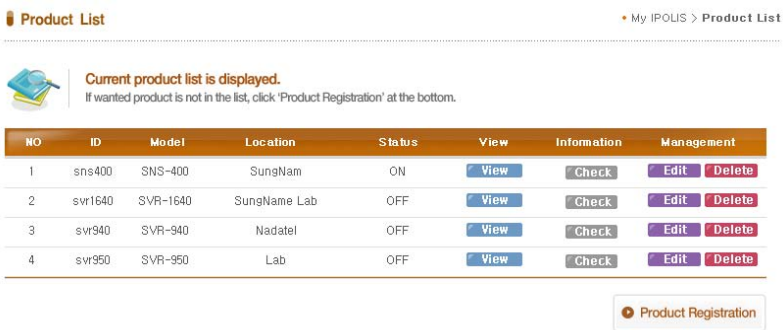 Product List
• My IPOLIS > Product List
Current product list is displayed.
If wanted product is not in the list, click 'Product Registration' at the bottom.
NO ID Model Location Status View Information Management
1 sns400 SNS-400 SungNam ON View Check Edit Delete
2 svr1640 SVR-1640 SungName Lab OFF View Check Edit Delete
3 svr940 SVR-940 Nadatel OFF View Check Edit Delete
4 svr950 SVR-950 Lab OFF View Check Edit Delete
Product Registration